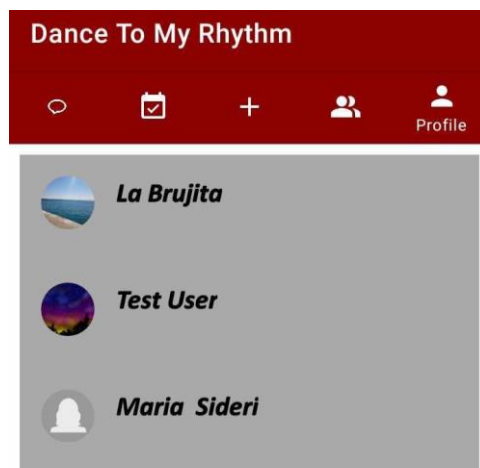 Dance To My Rhythm
Profile
La Brujita
Test User
Maria Sideri